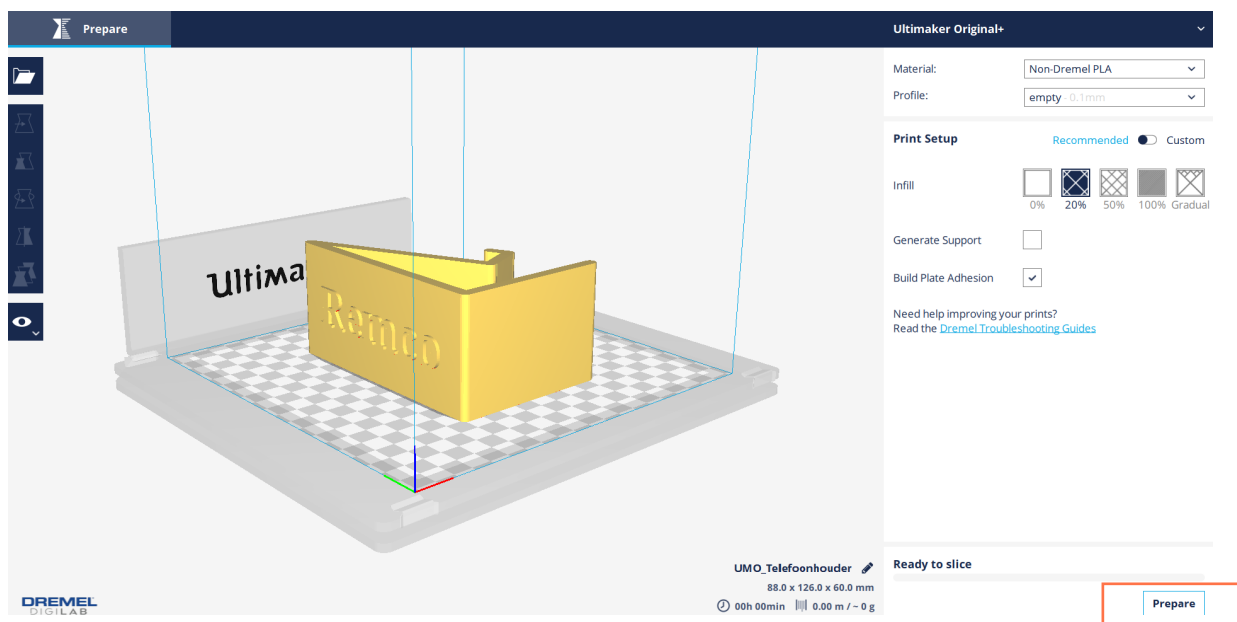 Prepare
Ultimaker Original+
Material:
Non-Dremel PLA
Profile:
empty - 0.1mm
Print Setup
Recommended
Custom
Infill
0%
20%
50%
100%
Gradual
Generate Support
Build Plate Adhesion
Need help improving your prints?
Read the Dremel Troubleshooting Guides
Ultima
Remco
UMO_Telefoonhouder
88.0 x 126.0 x 60.0 mm
00h 00min 0.00 m / ~ 0 g
Ready to slice
Prepare
DREMEL
DIGILAB